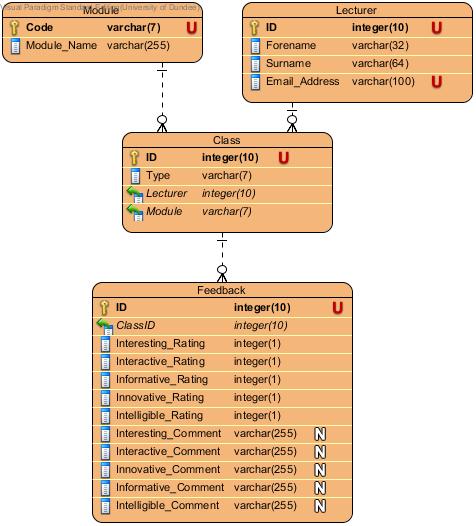 Visual Paradigm Standard Edition(University of Dundee)
Module
Code varchar(7) U
Module_Name varchar(255)
Lecturer
ID integer(10) U
Forename varchar(32)
Surname varchar(64)
Email_Address varchar(100) U
Class
ID integer(10) U
Type varchar(7)
Lecturer integer(10)
Module varchar(7)
Feedback
ID integer(10) U
ClassID integer(10)
Interesting_Rating integer(1)
Interactive_Rating integer(1)
Informative_Rating integer(1)
Innovative_Rating integer(1)
Intelligible_Rating integer(1)
Interesting_Comment varchar(255) N
Interactive_Comment varchar(255) N
Innovative_Comment varchar(255) N
Informative_Comment varchar(255) N
Intelligible_Comment varchar(255) N